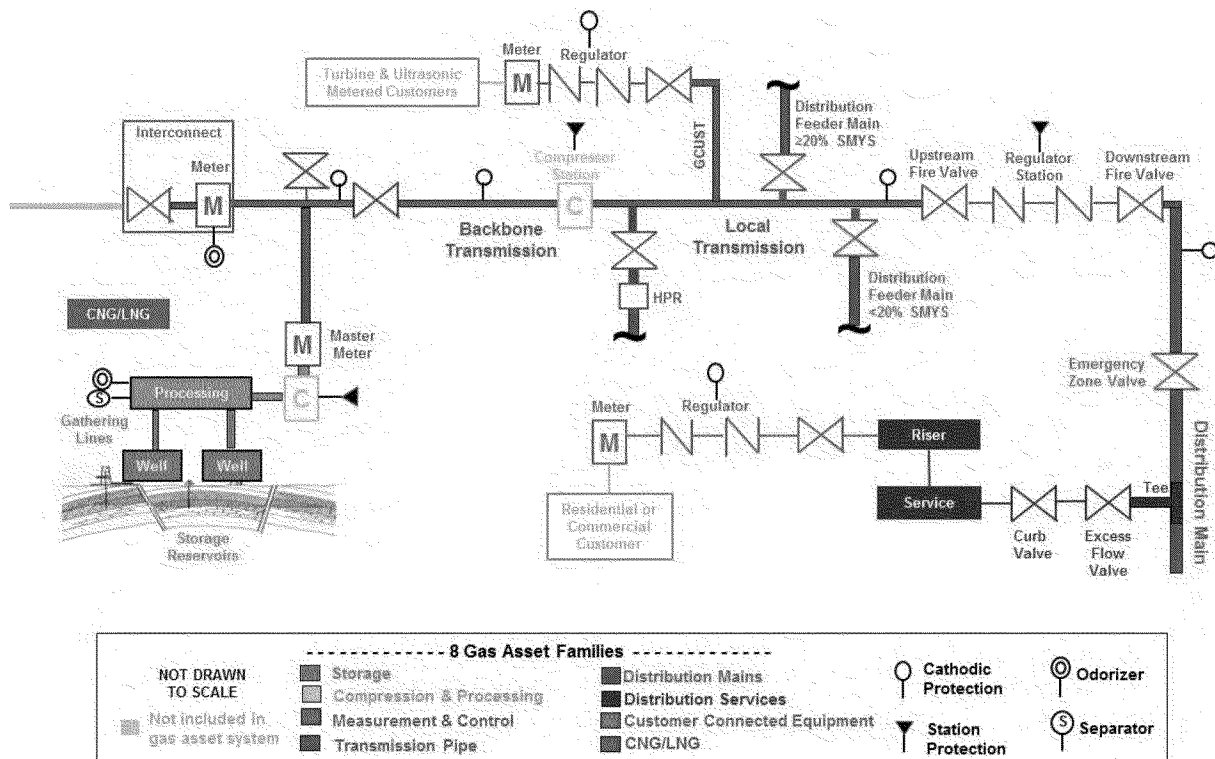 Meter
Regulator
Turbine & Ultrasonic
Metered Customers
M
Interconnect
Meter
M
Compressor
Station
C
GCUST
Distribution
Feeder Main
≥20% SMYS
Upstream
Fire Valve
Regulator
Station
Downstream
Fire Valve
Backbone
Transmission
Local
Transmission
HPR
Distribution
Feeder Main
<20% SMYS
CNG/LNG
M
Master
Meter
Processing
C
S
Gathering
Lines
Well
Well
Storage
Reservoirs
Meter
Regulator
M
Riser
Service
Residential or
Commercial
Customer
Emergency
Zone Valve
Tee
Curb
Valve
Excess
Flow
Valve
Distribution Main
8 Gas Asset Families
NOT DRAWN
TO SCALE
Not included in
gas asset system
Storage
Compression & Processing
Measurement & Control
Transmission Pipe
Distribution Mains
Distribution Services
Customer Connected Equipment
CNG/LNG
Cathodic
Protection
Station
Protection
Odorizer
S
Separator